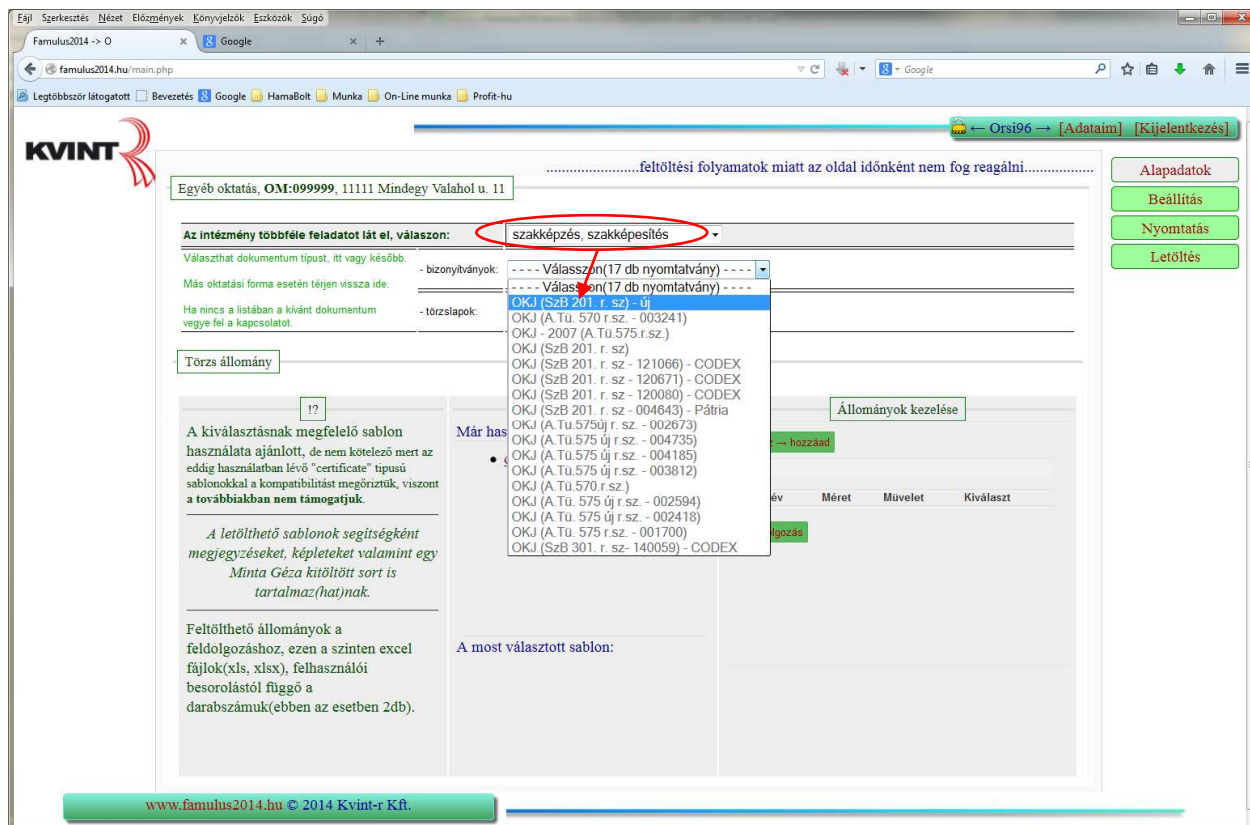 Fájl Szerkesztés Nézet Előzmények Könyvjelzők Eszközök Súgó
Famulus2014 -> O
Google
famulus2014.hu/main.php
Google
Legtöbbször látogatott Bevezetés Google HamaBolt Munka On-Line munka Profit-hu
KVINT
← Orsi96 → [Adataim] [Kijelentkezés]
........................feltöltési folyamatok miatt az oldal időnként nem fog reagálni..................
Alapadatok
Beállítás
Nyomtatás
Letöltés
Egyéb oktatás, OM:099999, 11111 Mindegy Valahol u. 11
Az intézmény többféle feladatot lát el, válaszon:
szakképzés, szakképesítés
Választhat dokumentum típust, itt vagy később.
Más oktatási forma esetén térjen vissza ide.
Ha nincs a listában a kívánt dokumentum
vegye fel a kapcsolatot.
- bizonyítványok:
- - - - Válasszon(17 db nyomtatvány) - - - -
- törzslapok:
- - - - Válasszon(17 db nyomtatvány) - - - -
OKJ (SzB 201. r. sz) - új
OKJ (A.Tü. 570 r.sz. - 003241)
OKJ - 2007 (A.Tü.575.r.sz.)
OKJ (SzB 201. r. sz)
OKJ (SzB 201. r. sz - 121066) - CODEX
OKJ (SzB 201. r. sz - 120671) - CODEX
OKJ (SzB 201. r. sz - 120080) - CODEX
OKJ (SzB 201. r. sz - 004643) - Pátria
OKJ (A.Tü.575új r. sz. - 002673)
OKJ (A.Tü.575 új r.sz. - 004735)
OKJ (A.Tü.575 új r.sz. - 004185)
OKJ (A.Tü.575 új r.sz. - 003812)
OKJ (A.Tü.570.r.sz.)
OKJ (A.Tü. 575 új r.sz. - 002594)
OKJ (A.Tü. 575 új r.sz. - 002418)
OKJ (A.Tü. 575 r.sz. - 001700)
OKJ (SzB 301. r. sz- 140059) - CODEX
Törzs állomány
!?
A kiválasztásnak megfelelő sablon
használata ajánlott, de nem kötelező mert az
eddig használatban lévő "certificate" tipusú
sablonokkal a kompatibilitást megőriztük, viszont
a továbbiakban nem támogatjuk.
A letölthető sablonok segítségként
megjegyzéseket, képleteket valamint egy
Minta Géza kitöltött sort is
tartalmaz(hat)nak.
Feltölthető állományok a
feldolgozáshoz, ezen a szinten excel
fájlok(xls, xlsx), felhasználói
besorolástól függő a
darabszámuk(ebben az esetben 2db).
Már has
A most választott sablon:
Állományok kezelése
→ hozzáad
év Méret Müvelet Kiválaszt
lgozás
www.famulus2014.hu © 2014 Kvint-r Kft.